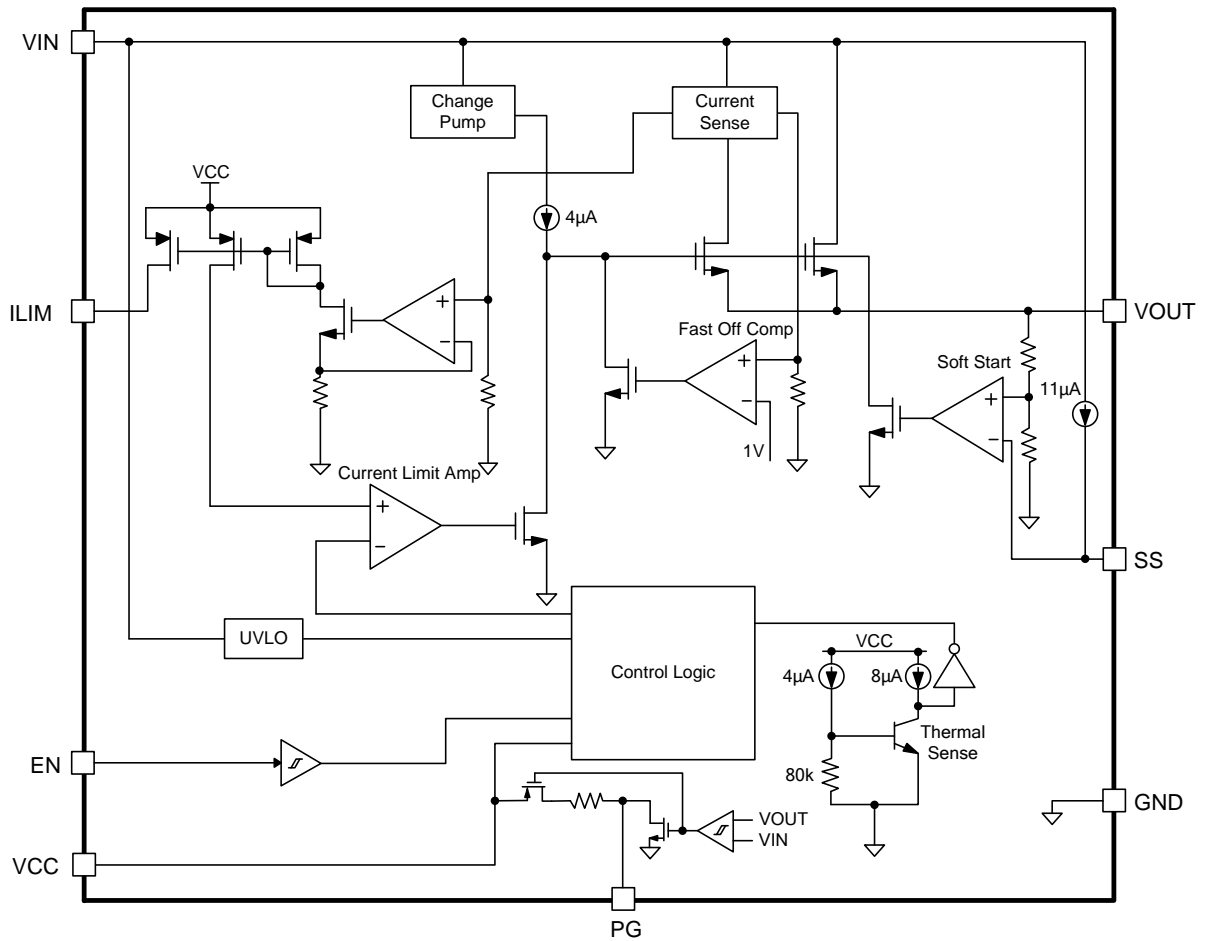 VIN
Change
Pump
Current
Sense
VCC
4µA
ILIM
VOUT
Fast Off Comp
Soft Start
11µA
+
−
+
−
+
−
1V
Current Limit Amp
+
−
SS
UVLO
Control Logic
VCC
4µA
8µA
Thermal
Sense
EN
80k
GND
VOUT
VIN
VCC
PG